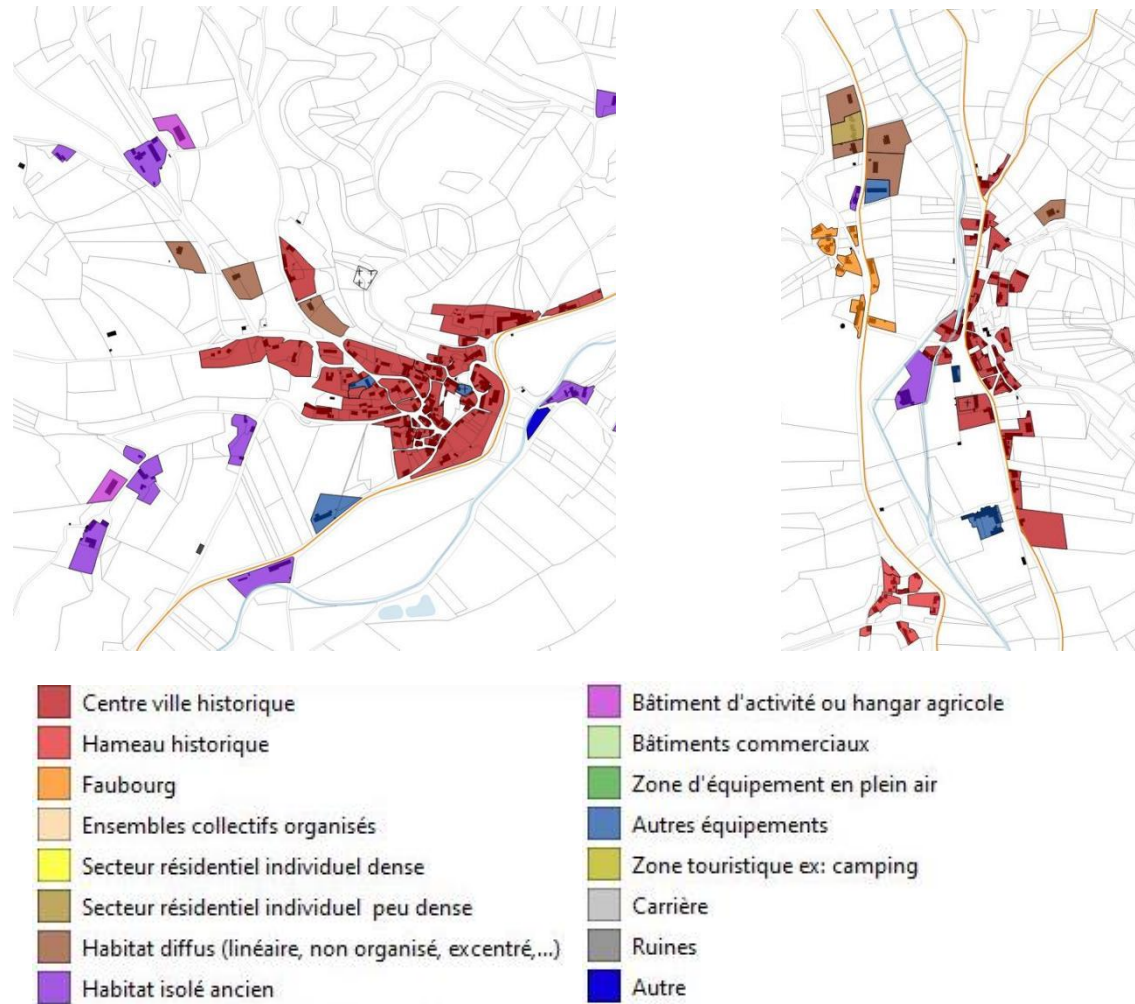 Centre ville historique
Hameau historique
Faubourg
Ensembles collectifs organisés
Secteur résidentiel individuel dense
Secteur résidentiel individuel  peu dense
Habitat diffus (linéaire, non organisé, excentré,...)
Habitat isolé ancien
Bâtiment d'activité ou hangar agricole
Bâtiments commerciaux
Zone d'équipement en plein air
Autres équipements
Zone touristique ex: camping
Carrière
Ruines
Autre